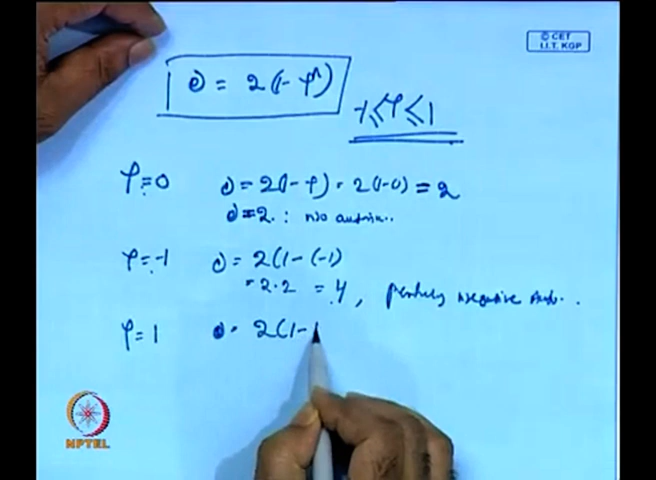 © CET
I.I.T. KGP
d = 2(1-ρ^)
-1≤ρ≤1
ρ=0 d = 2(1-ρ) = 2(1-0) = 2
d = 2. : no autoco..
ρ=-1 d = 2(1-(-1)
= 2.2 = 4, perfectly negative Auto..
ρ=1 d = 2(1-
NPTEL